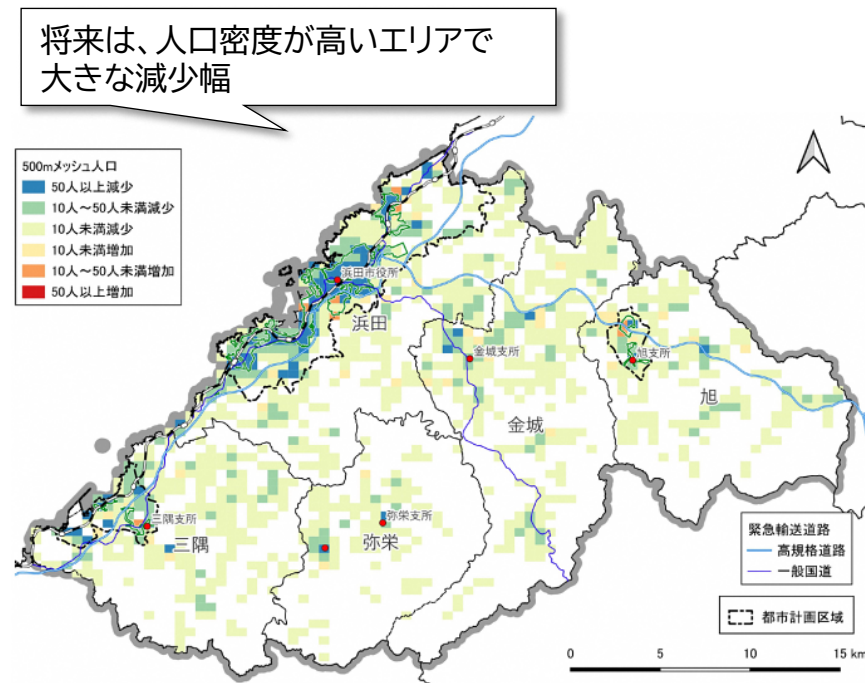 将来は、人口密度が高いエリアで
大きな減少幅
500mメッシュ人口
50人以上減少
10人～50人未満減少
10人未満減少
10人未満増加
10人～50人未満増加
50人以上増加
浜田市役所
浜田
金城支所
旭支所
旭
金城
三隅支所
三隅
弥栄支所
弥栄
緊急輸送道路
高規格道路
一般国道
都市計画区域
0 5 10 15 km